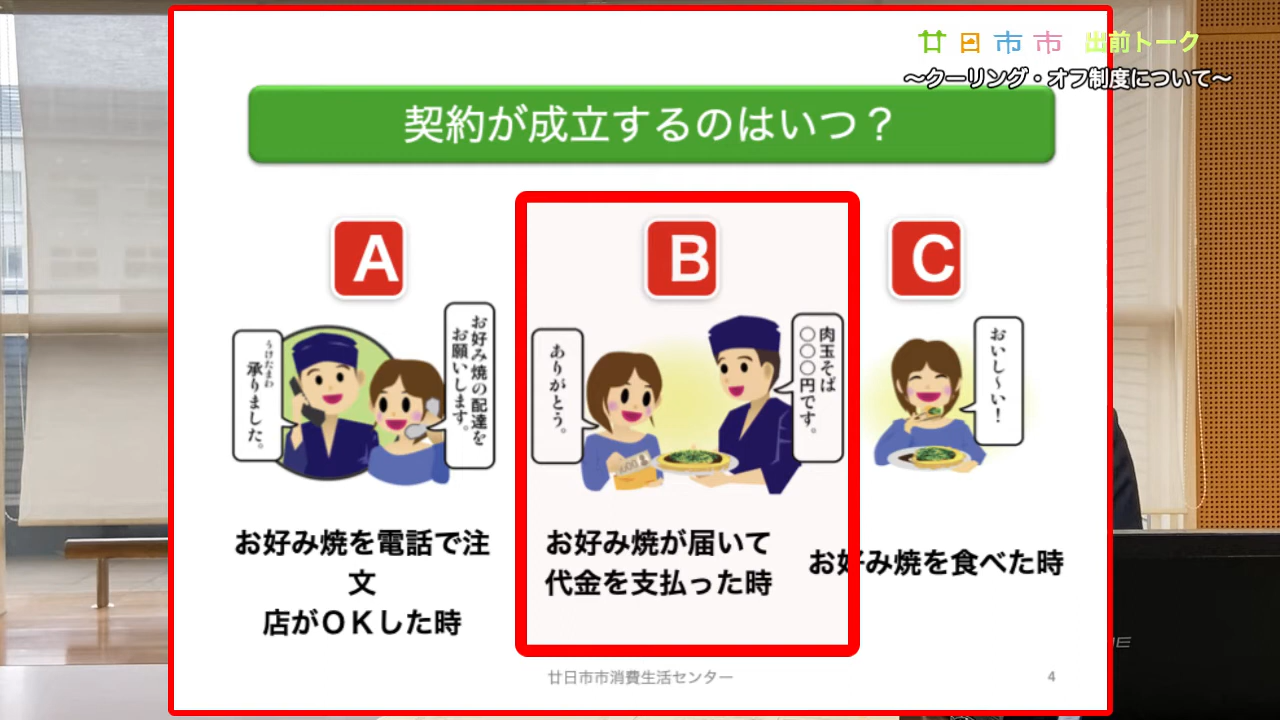 廿日市市 出前トーク
～クーリング・オフ制度について～
契約が成立するのはいつ？
A
B
C
お好み焼の配達を
お願いします。
うけたまわ
承りました。
肉玉そば
〇〇〇円です。
ありがとう。
おいし～い！
お好み焼を電話で注
文
店がＯＫした時
お好み焼が届いて
代金を支払った時
お好み焼を食べた時
廿日市市消費生活センター
4